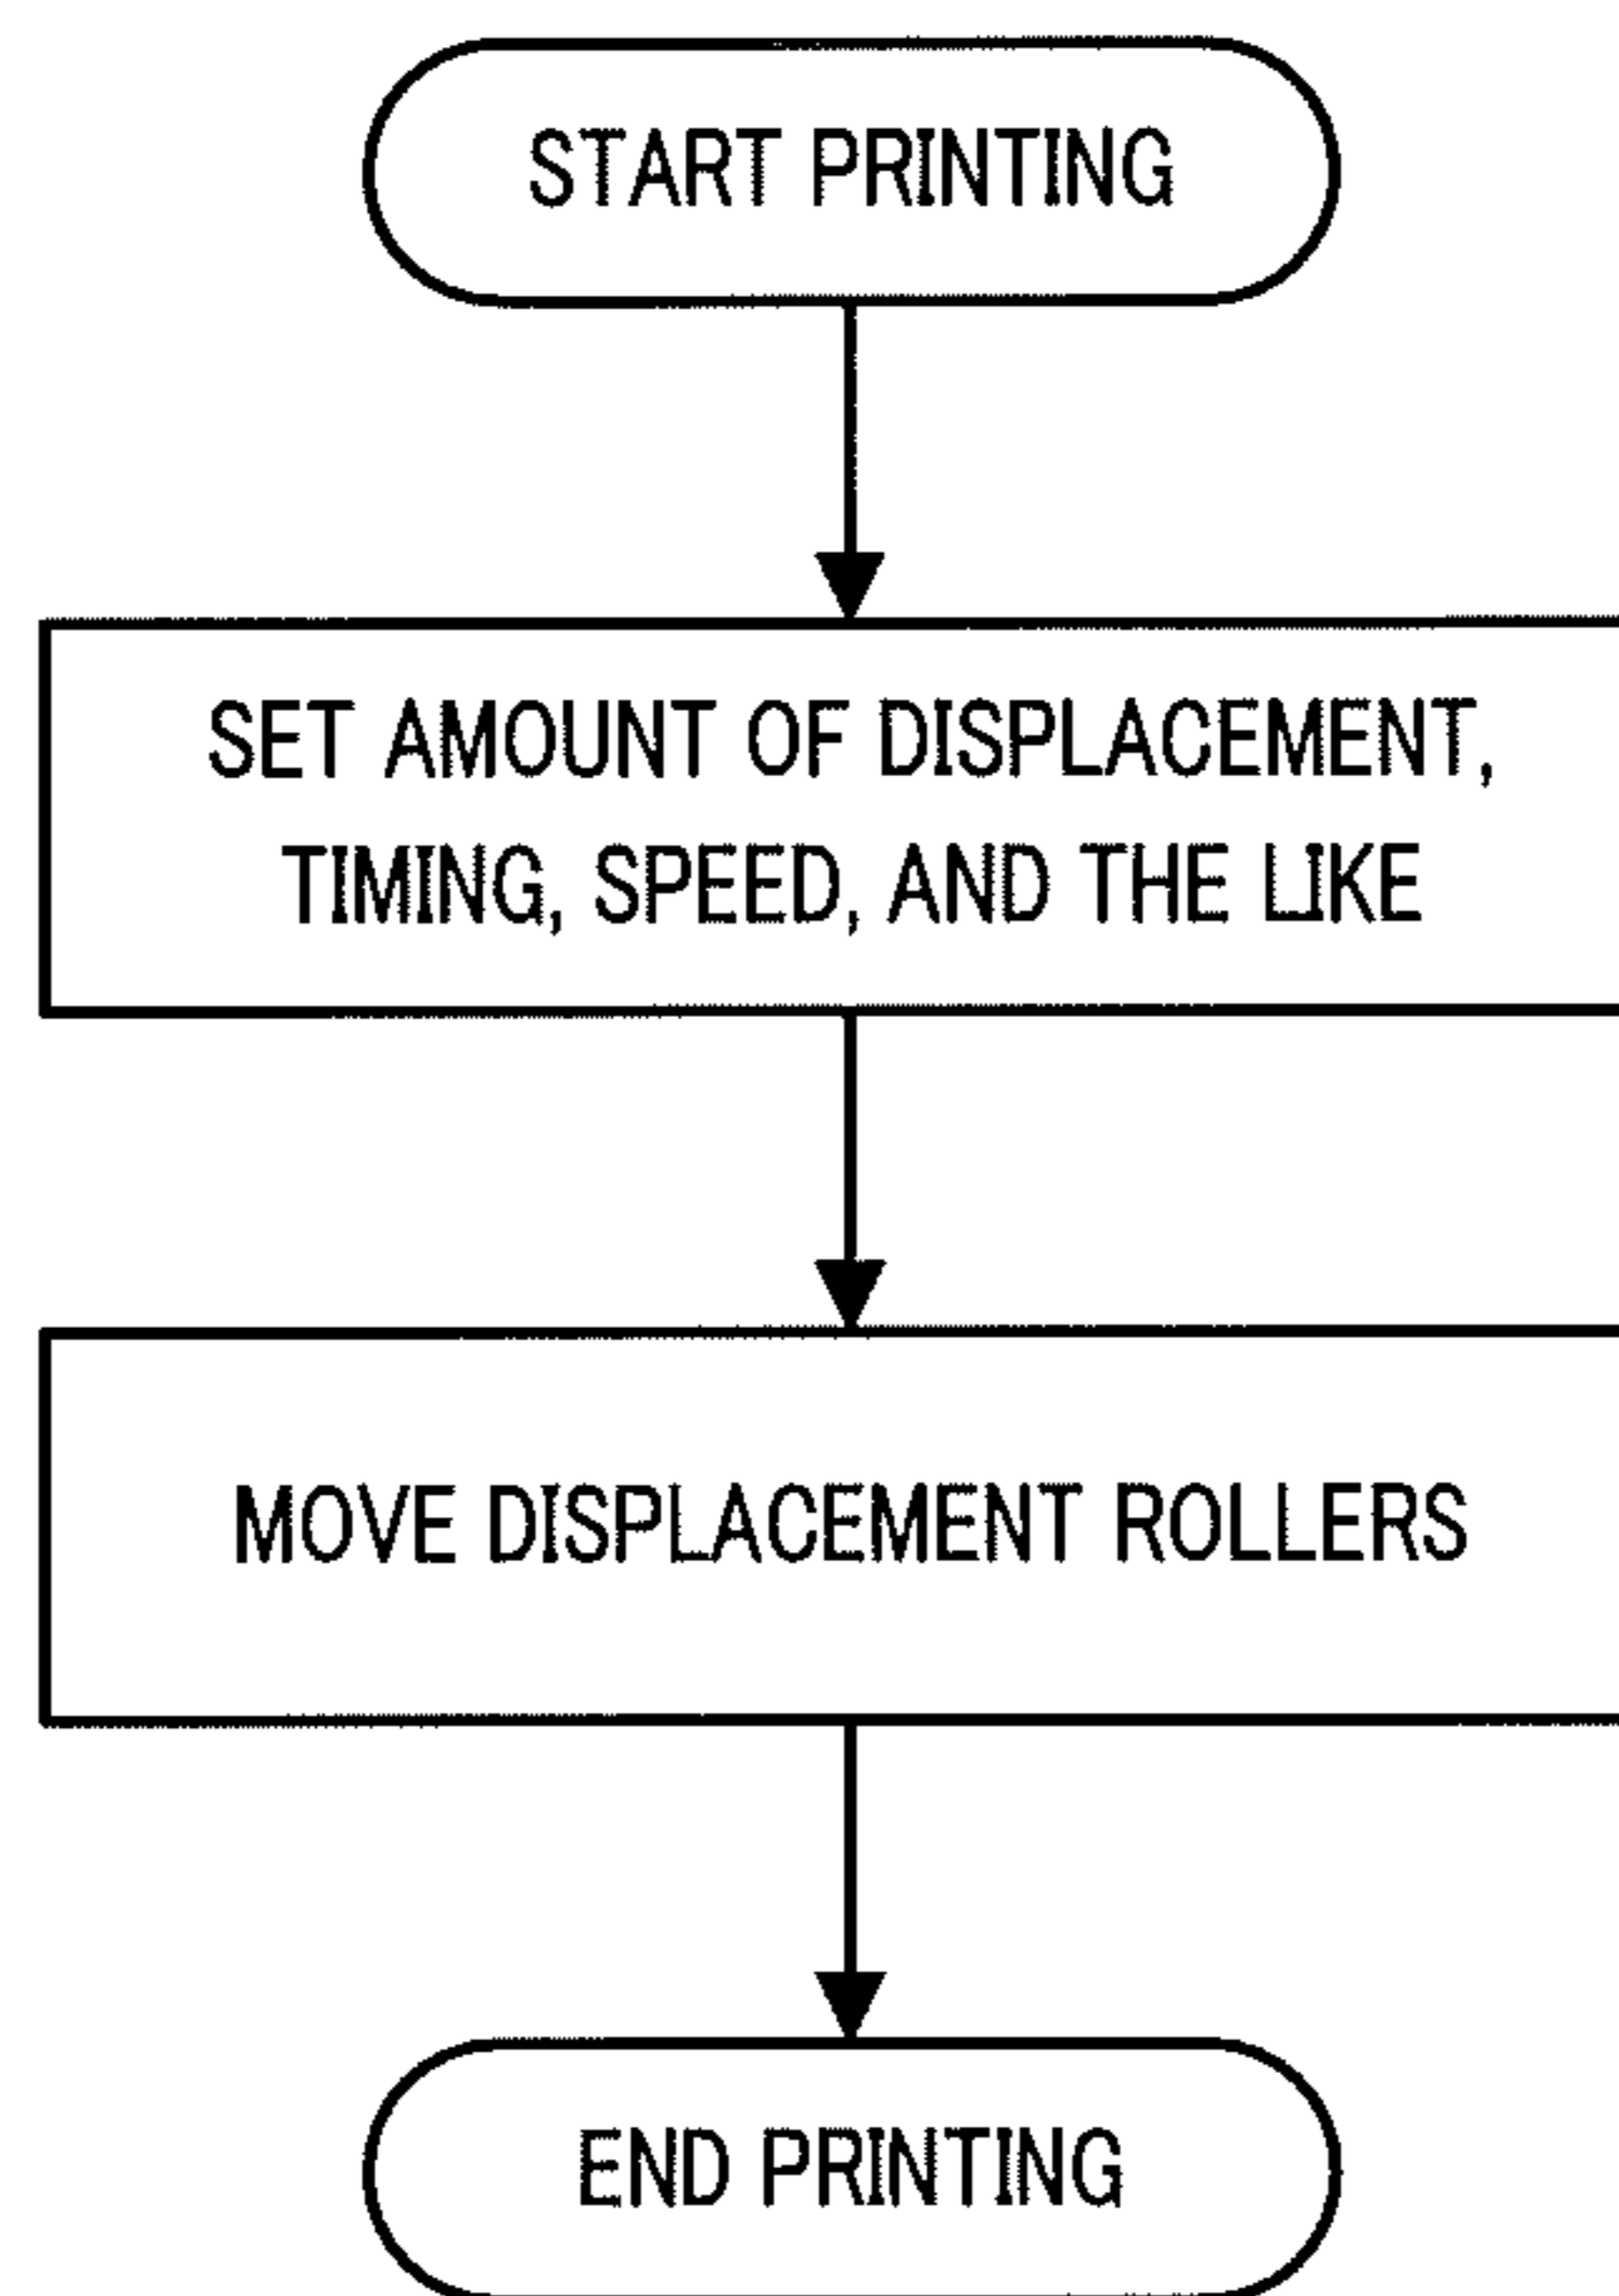 START PRINTING
SET AMOUNT OF DISPLACEMENT,
TIMING, SPEED, AND THE LIKE
MOVE DISPLACEMENT ROLLERS
END PRINTING